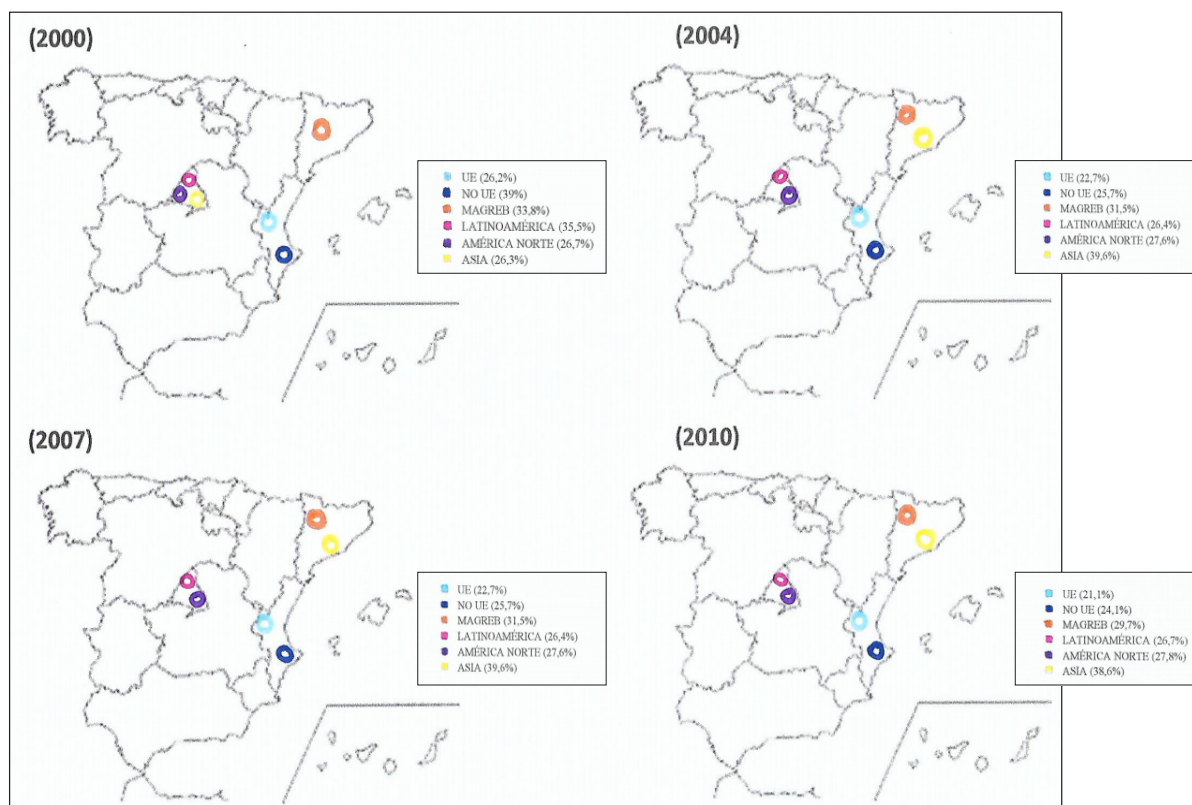 (2000)
UE (26,2%)
NO UE (39%)
MAGREB (33,8%)
LATINOAMÉRICA (35,5%)
AMÉRICA NORTE (26,7%)
ASIA (26,3%)
(2004)
UE (22,7%)
NO UE (25,7%)
MAGREB (31,5%)
LATINOAMÉRICA (26,4%)
AMÉRICA NORTE (27,6%)
ASIA (39,6%)
(2007)
UE (22,7%)
NO UE (25,7%)
MAGREB (31,5%)
LATINOAMÉRICA (26,4%)
AMÉRICA NORTE (27,6%)
ASIA (39,6%)
(2010)
UE (21,1%)
NO UE (24,1%)
MAGREB (29,7%)
LATINOAMÉRICA (26,7%)
AMÉRICA NORTE (27,8%)
ASIA (38,6%)